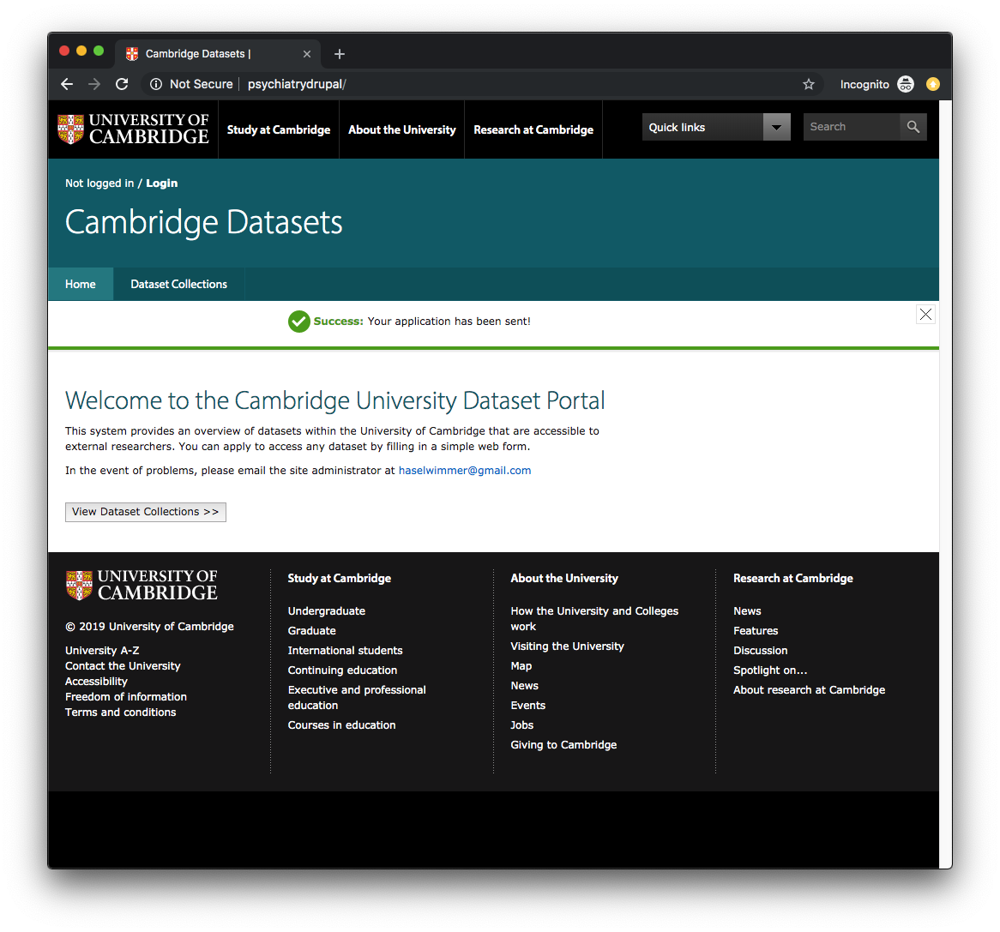 Cambridge Datasets |
Not Secure psychiatrydrupal/
Incognito
UNIVERSITY OF
CAMBRIDGE
Study at Cambridge
About the University
Research at Cambridge
Quick links
Search
Not logged in / Login
Cambridge Datasets
Home
Dataset Collections
Success: Your application has been sent!
Welcome to the Cambridge University Dataset Portal
This system provides an overview of datasets within the University of Cambridge that are accessible to
external researchers. You can apply to access any dataset by filling in a simple web form.
In the event of problems, please email the site administrator at haselwimmer@gmail.com
View Dataset Collections >>
UNIVERSITY OF
CAMBRIDGE
© 2019 University of Cambridge
University A-Z
Contact the University
Accessibility
Freedom of information
Terms and conditions
Study at Cambridge
Undergraduate
Graduate
International students
Continuing education
Executive and professional
education
Courses in education
About the University
How the University and Colleges
work
Visiting the University
Map
News
Events
Jobs
Giving to Cambridge
Research at Cambridge
News
Features
Discussion
Spotlight on...
About research at Cambridge